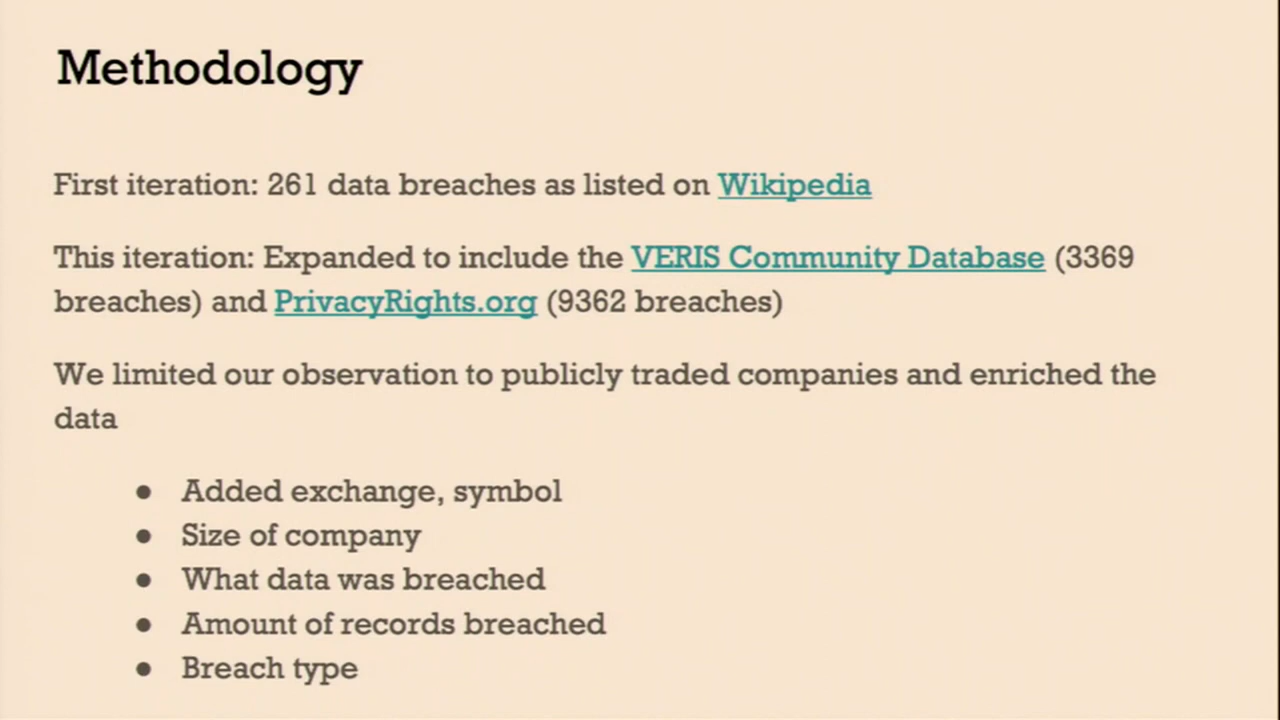 Methodology
First iteration: 261 data breaches as listed on Wikipedia
This iteration: Expanded to include the VERIS Community Database (3369
breaches) and PrivacyRights.org (9362 breaches)
We limited our observation to publicly traded companies and enriched the
data
● Added exchange, symbol
● Size of company
● What data was breached
● Amount of records breached
● Breach type